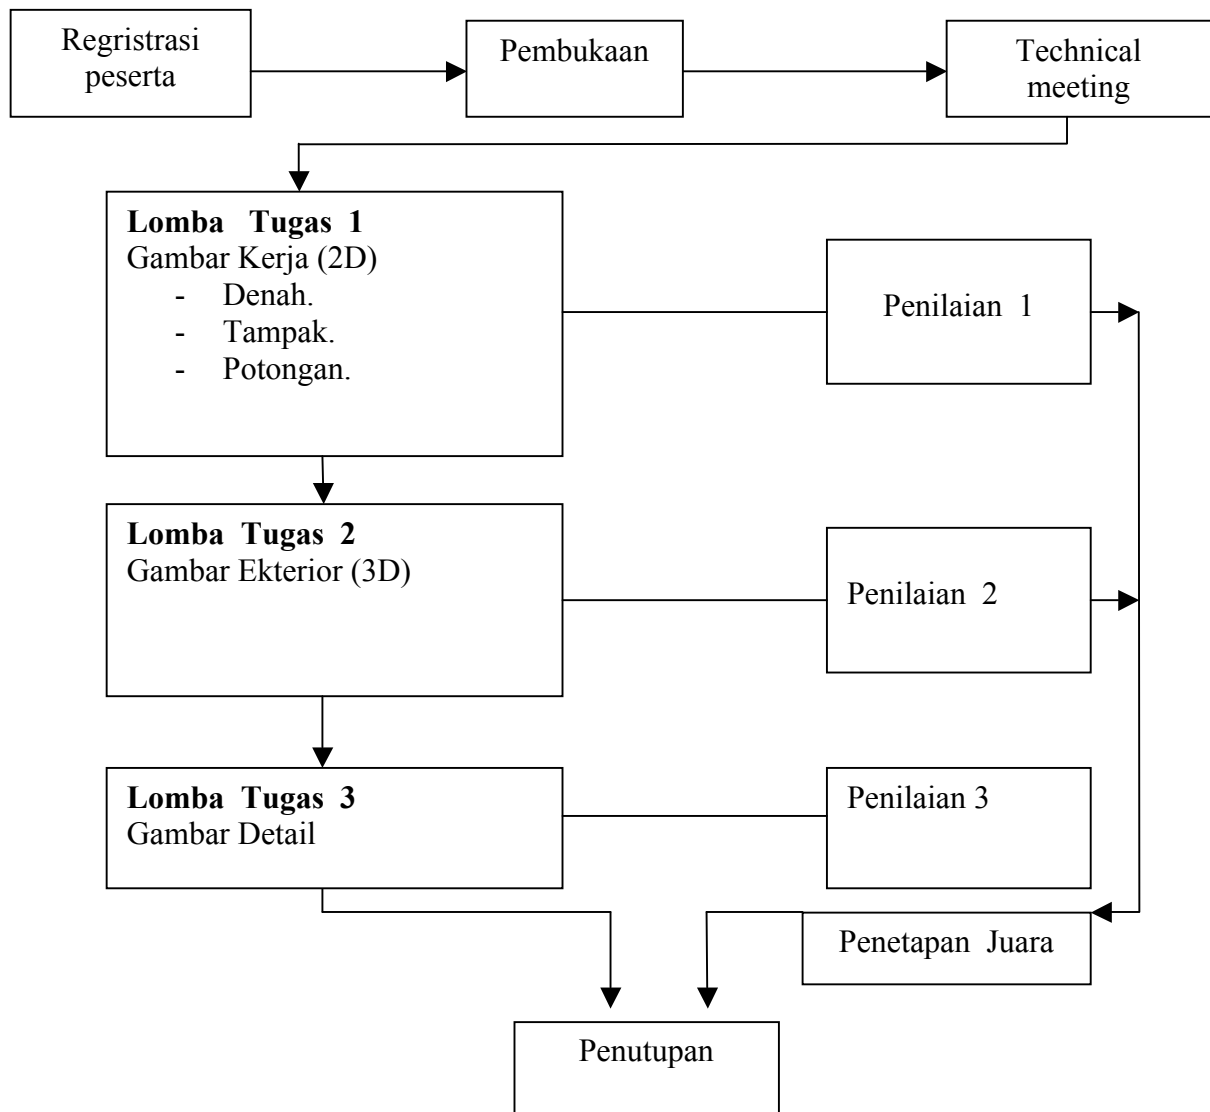 Regristrasi
peserta
Pembukaan
Technical
meeting
Lomba Tugas 1
Gambar Kerja (2D)
- Denah.
- Tampak.
- Potongan.
Penilaian 1
Lomba Tugas 2
Gambar Ekterior (3D)
Penilaian 2
Lomba Tugas 3
Gambar Detail
Penilaian 3
Penetapan Juara
Penutupan